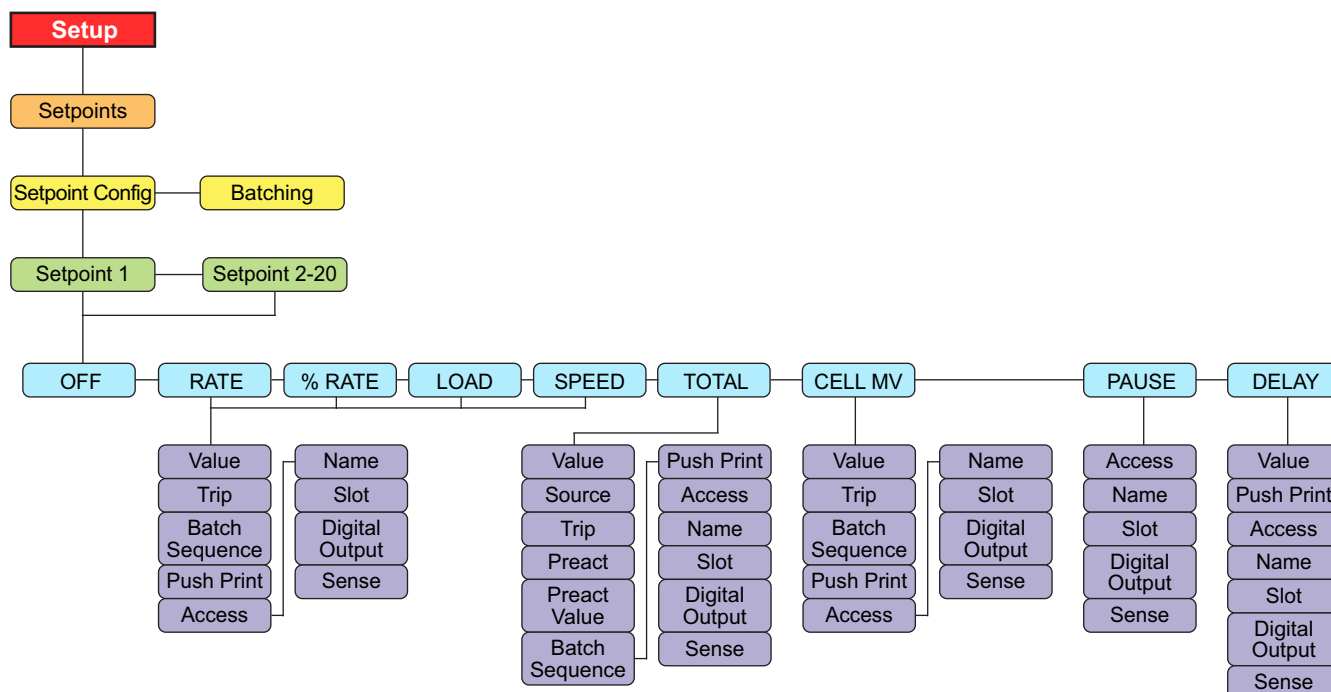 Setup
Setpoints
Setpoint Config
Batching
Setpoint 1
Setpoint 2-20
OFF
RATE
% RATE
LOAD
SPEED
TOTAL
CELL MV
PAUSE
DELAY
Value
Trip
Batch
Sequence
Push Print
Access
Name
Slot
Digital
Output
Sense
Value
Source
Trip
Preact
Preact
Value
Batch
Sequence
Push Print
Access
Name
Slot
Digital
Output
Sense
Value
Trip
Batch
Sequence
Push Print
Access
Name
Slot
Digital
Output
Sense
Access
Name
Slot
Digital
Output
Sense
Value
Push Print
Access
Name
Slot
Digital
Output
Sense